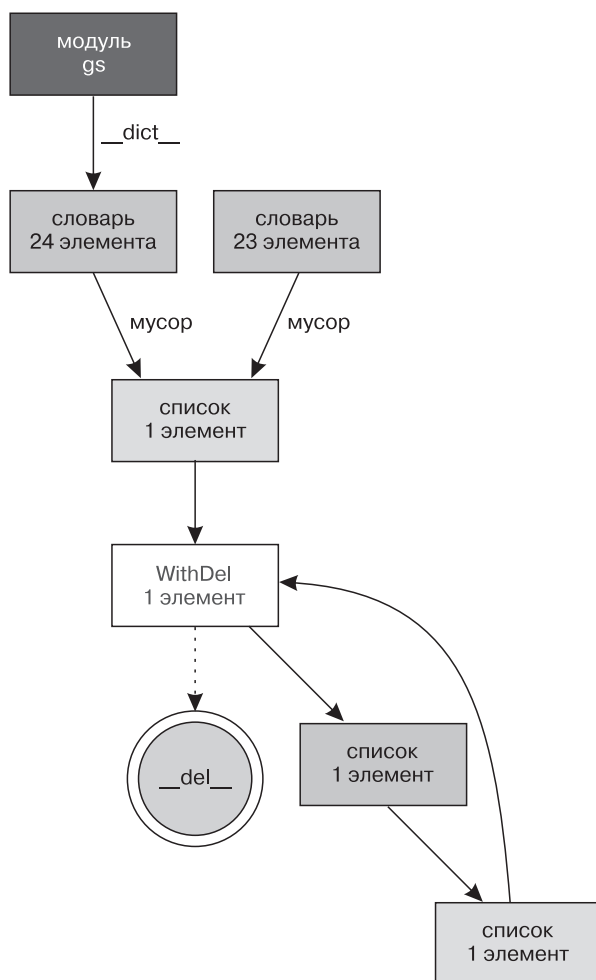 модуль
gs
__dict__
словарь
24 элемента
словарь
23 элемента
мусор
мусор
список
1 элемент
WithDel
1 элемент
список
1 элемент
__del__
список
1 элемент